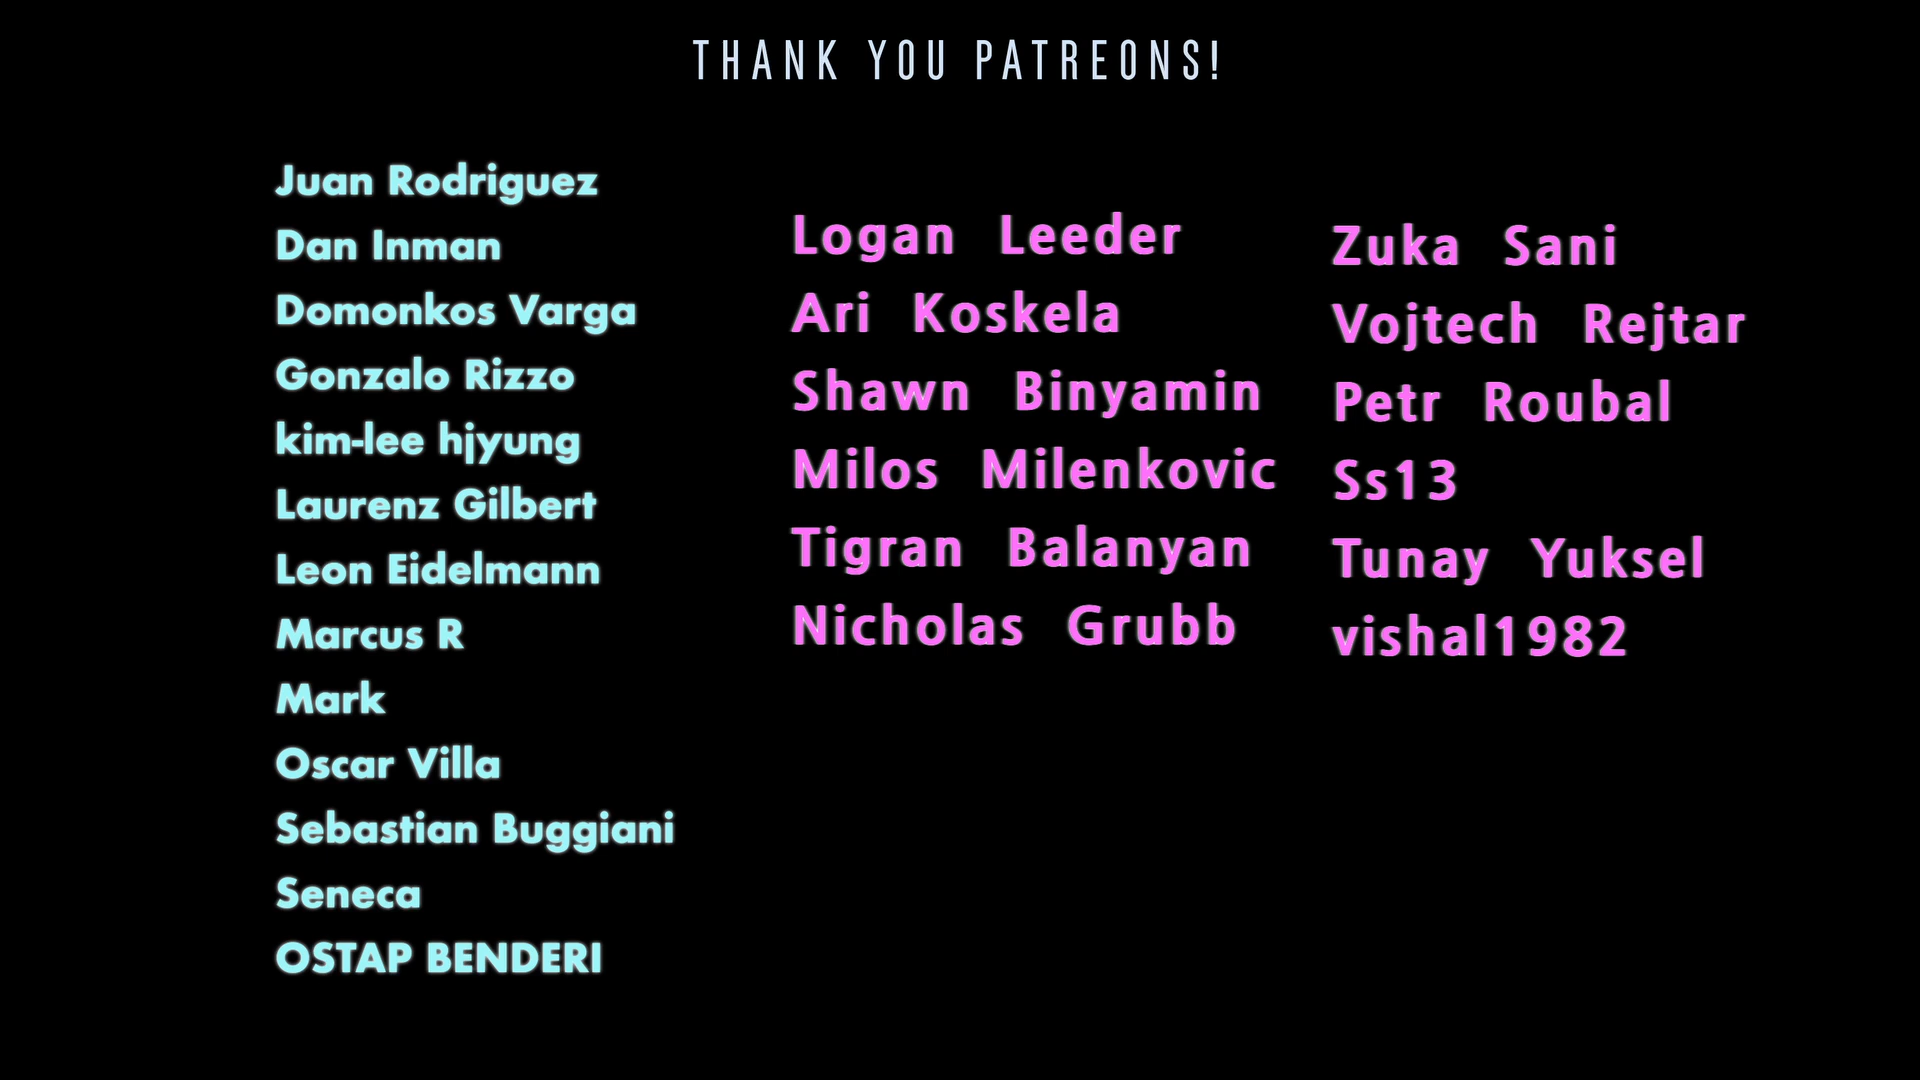 THANK YOU PATREONS!
Juan Rodriguez
Dan Inman
Domonkos Varga
Gonzalo Rizzo
kim-lee hjyung
Laurenz Gilbert
Leon Eidelmann
Marcus R
Mark
Oscar Villa
Sebastian Buggiani
Seneca
OSTAP BENDERI
Logan Leeder
Ari Koskela
Shawn Binyamin
Milos Milenkovic
Tigran Balanyan
Nicholas Grubb
Zuka Sani
Vojtech Rejtar
Petr Roubal
Ss13
Tunay Yuksel
vishal1982